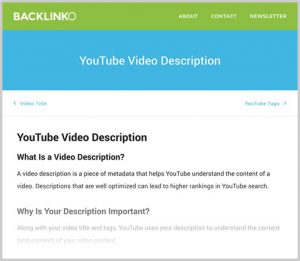 BACKLINKO
ABOUT CONTACT NEWSLETTER
YouTube Video Description
‹ Video Title YouTube Tags ›
YouTube Video Description
What Is a Video Description?
A video description is a piece of metadata that helps YouTube understand the content of a
video. Descriptions that are well optimized can lead to higher rankings in YouTube search.
Why Is Your Description Important?
Along with your video title and tags, YouTube uses your description to understand the content
(and context) of your video content.